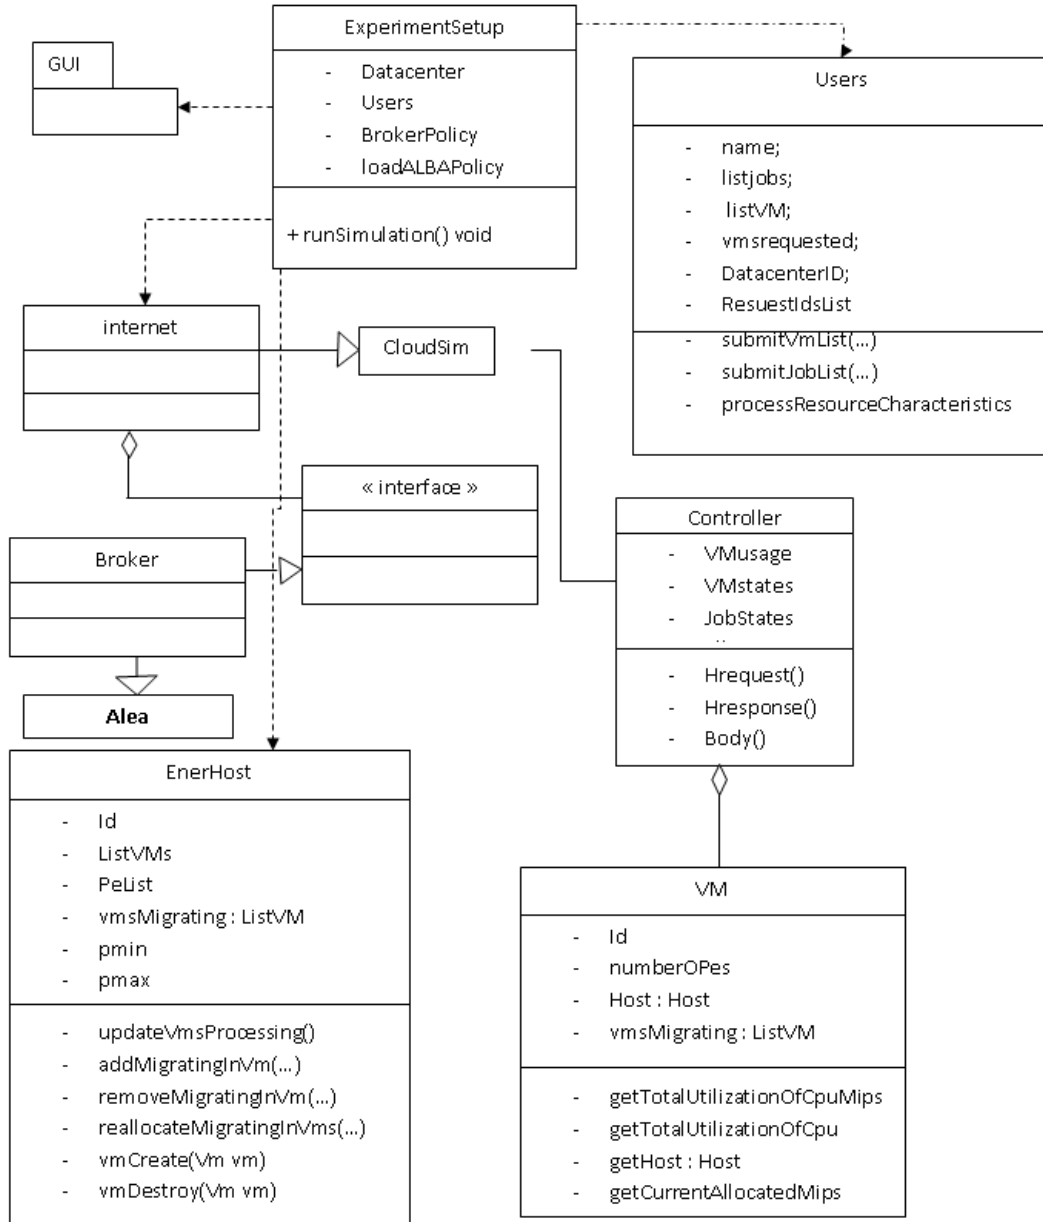 ExperimentSetup
- Datacenter
- Users
- BrokerPolicy
- loadALBAPolicy
+ runSimulation() void
GUI
Users
- name;
- listjobs;
- listVM;
- vmsrequested;
- DatacenterID;
- ResuestIdsList
- submitVmList(...)
- submitJobList(...)
- processResourceCharacteristics
internet
CloudSim
« interface »
Broker
Alea
Controller
- VMusage
- VMstates
- JobStates
..
- Hrequest()
- Hresponse()
- Body()
EnerHost
- Id
- ListVMs
- PeList
- vmsMigrating : ListVM
- pmin
- pmax
- updateVmsProcessing()
- addMigratingInVm(...)
- removeMigratingInVm(...)
- reallocateMigratingInVms(...)
- vmCreate(Vm vm)
- vmDestroy(Vm vm)
VM
- Id
- numberOPes
- Host : Host
- vmsMigrating : ListVM
- getTotalUtilizationOfCpuMips
- getTotalUtilizationOfCpu
- getHost : Host
- getCurrentAllocatedMips